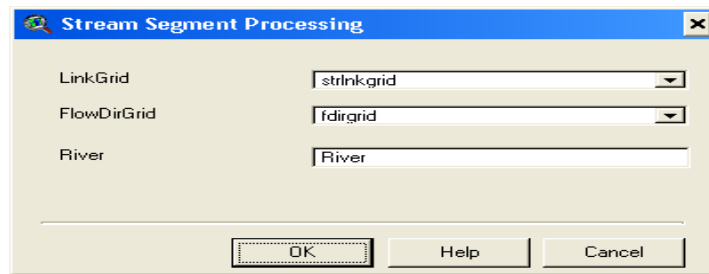 Stream Segment Processing
LinkGrid strlnkgrid
FlowDirGrid fdirgrid
River River
OK Help Cancel